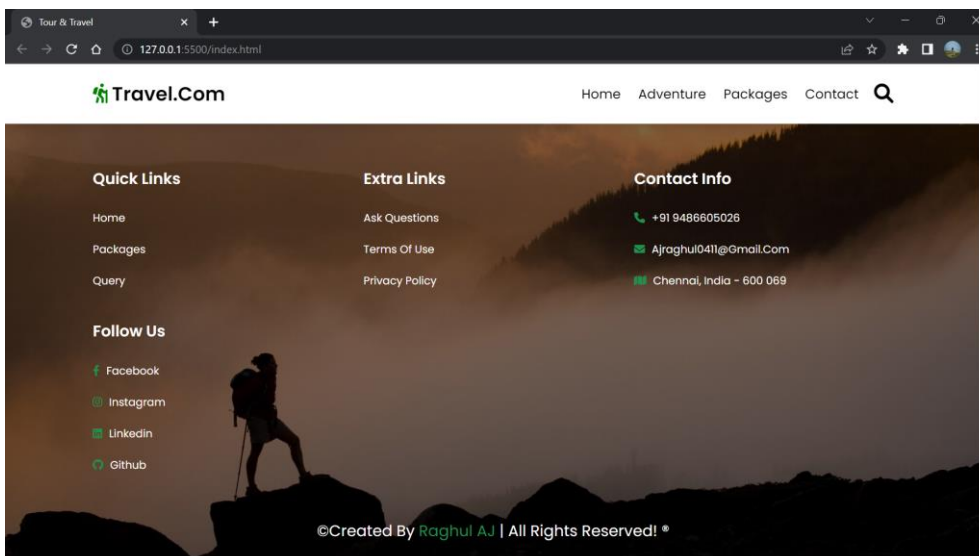 Tour & Travel
127.0.0.1:5500/index.html
Travel.Com
Home Adventure Packages Contact
Quick Links
Home
Packages
Query
Extra Links
Ask Questions
Terms Of Use
Privacy Policy
Contact Info
+91 9486605026
Ajraghul0411@Gmail.Com
Chennai, India - 600 069
Follow Us
Facebook
Instagram
Linkedin
Github
©Created By Raghul AJ | All Rights Reserved! ®